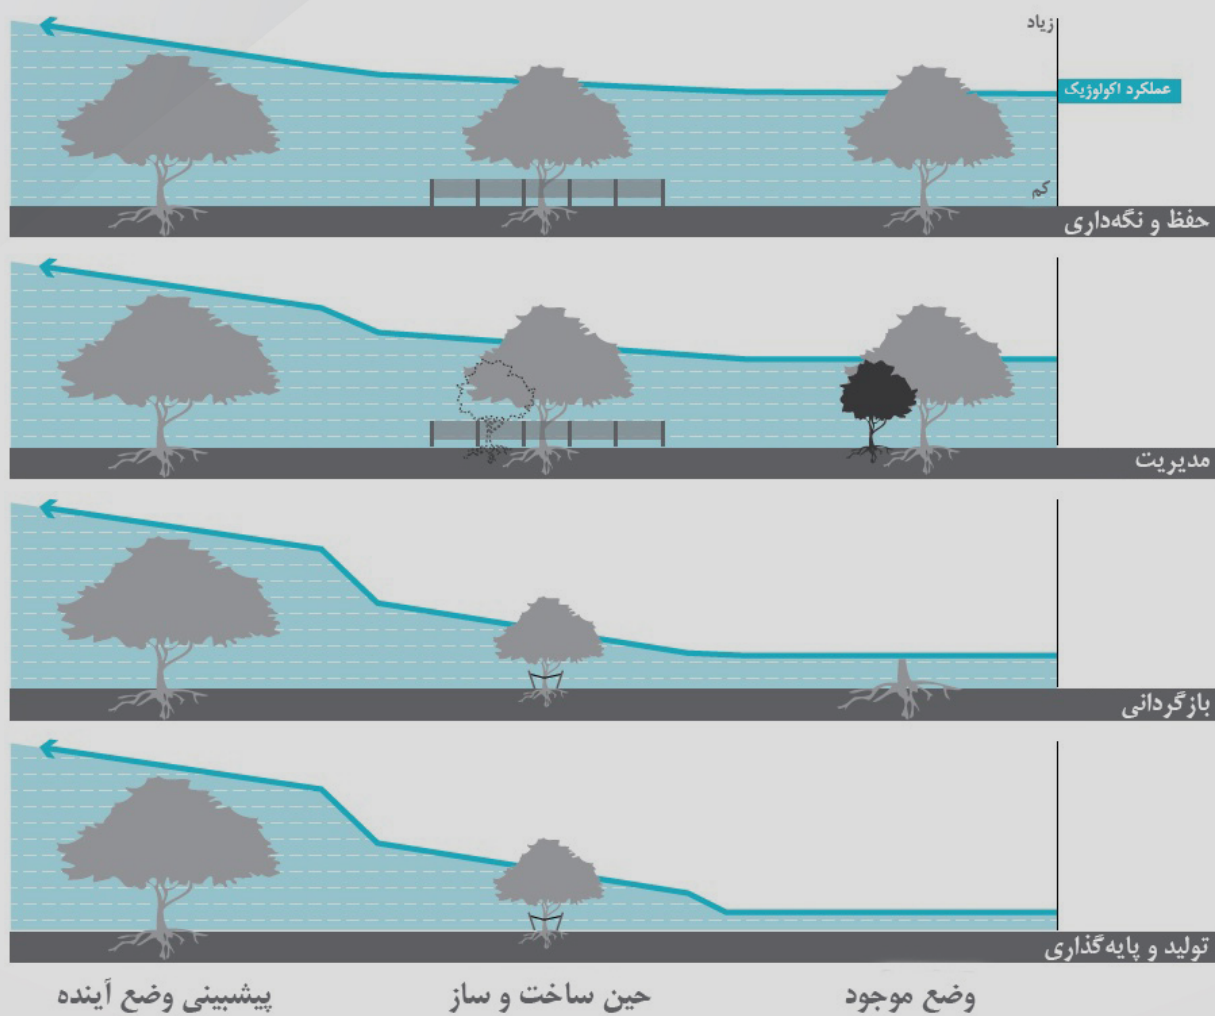 زیاد
عملکرد اکولوژیک
کم
حفظ و نگه‌داری
مدیریت
بازگردانی
تولید و پایه‌گذاری
وضع موجود
حین ساخت و ساز
پیشبینی وضع آینده